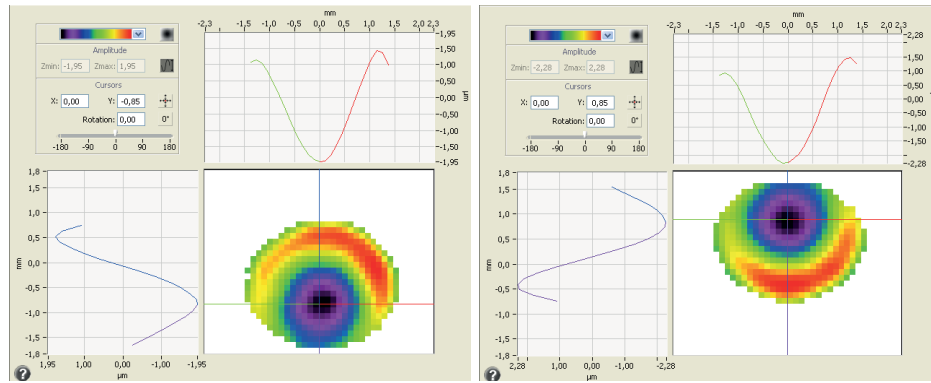 mm
-2,3 -1,5 -1,0 -0,5 0,0 0,5 1,0 1,5 2,0 2,3
Amplitude
Zmin: -1,95 Zmax: 1,95
Cursors
X: 0,00 Y: -0,85
Rotation: 0,00 0°
-180 -90 0 90 180
-1,95
-1,50
-1,00
-0,50
-0,00
-0,50
-1,00
-1,50
-1,95
µm
1,8
1,5
1,0
0,5
0,0
-0,5
-1,0
-1,5
-1,8
mm
1,95 1,00 0,00 -1,00 -1,95
µm
?
mm
-2,3 -1,5 -1,0 -0,5 0,0 0,5 1,0 1,5 2,0 2,3
Amplitude
Zmin: -2,28 Zmax: 2,28
Cursors
X: 0,00 Y: 0,85
Rotation: 0,00 0°
-180 -90 0 90 180
-2,28
-1,50
-1,00
-0,50
-0,00
-0,50
-1,00
-1,50
-2,28
µm
1,8
1,5
1,0
0,5
0,0
-0,5
-1,0
-1,5
-1,8
mm
2,28 1,00 0,00 -1,00 -2,28
µm
?